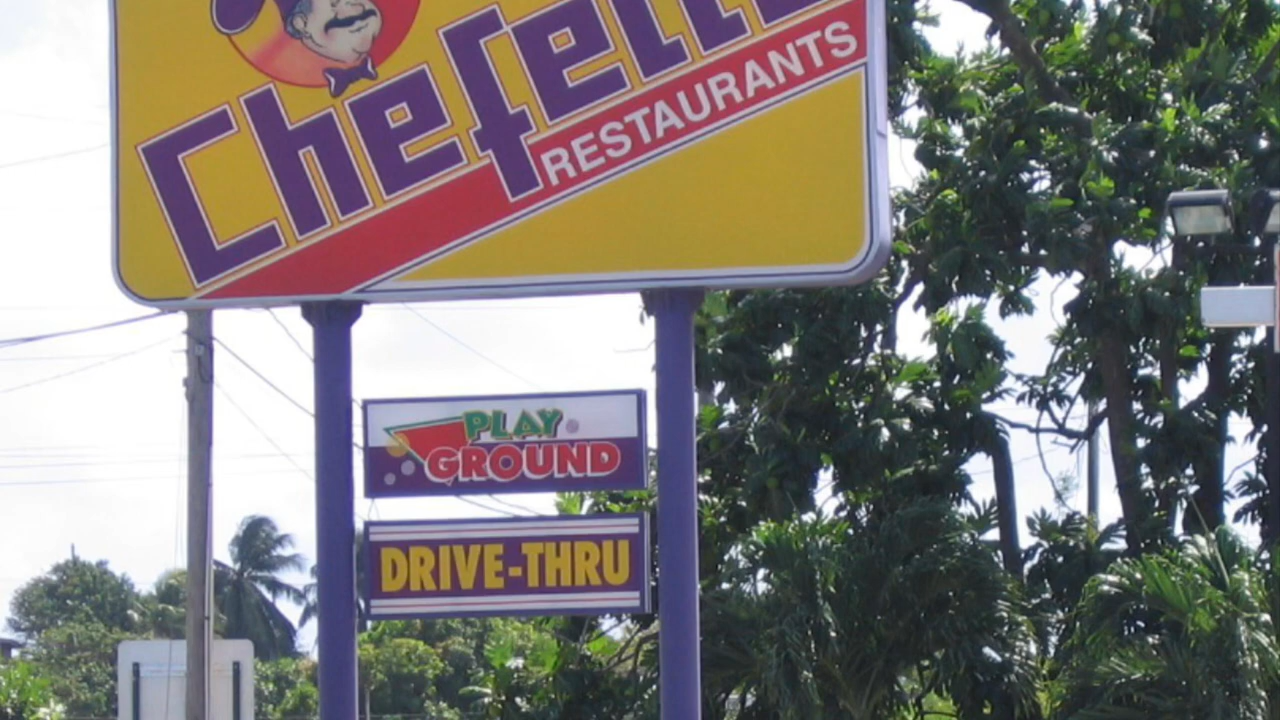 Chefette
RESTAURANTS
PLAY
GROUND
DRIVE-THRU